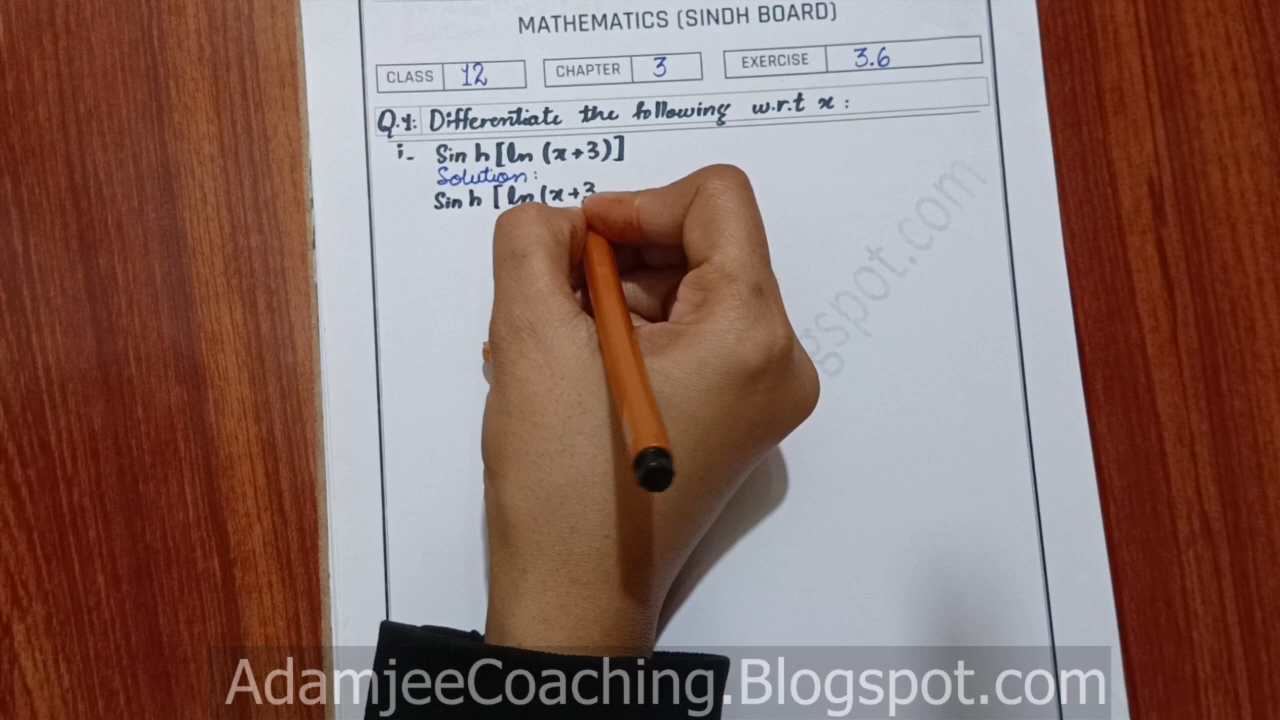 MATHEMATICS (SINDH BOARD)
CLASS 12 CHAPTER 3 EXERCISE 3.6
Q.1: Differentiate the following w.r.t x :
i- Sin h [ln (x+3)]
Solution:
Sin h [ln (x+3
gspot.com
AdamjeeCoaching.Blogspot.com